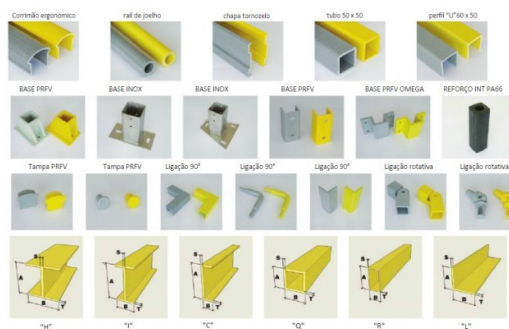 Corrimão ergonómico rail de joelho chapa tornozelo tubo 50 x 50 perfil "U"60 x 50
BASE PRFV BASE INOX BASE INOX BASE PRFV BASE PRFV OMEGA REFORÇO INT PA66
Tampa PRFV Tampa PRFV Ligação 90° Ligação 90° Ligação 90° Ligação rotativa Ligação rotativa
S A B T S A B T S A B T S A B T A B T S A B T
"H" "I" "C" "Q" "R" "L"